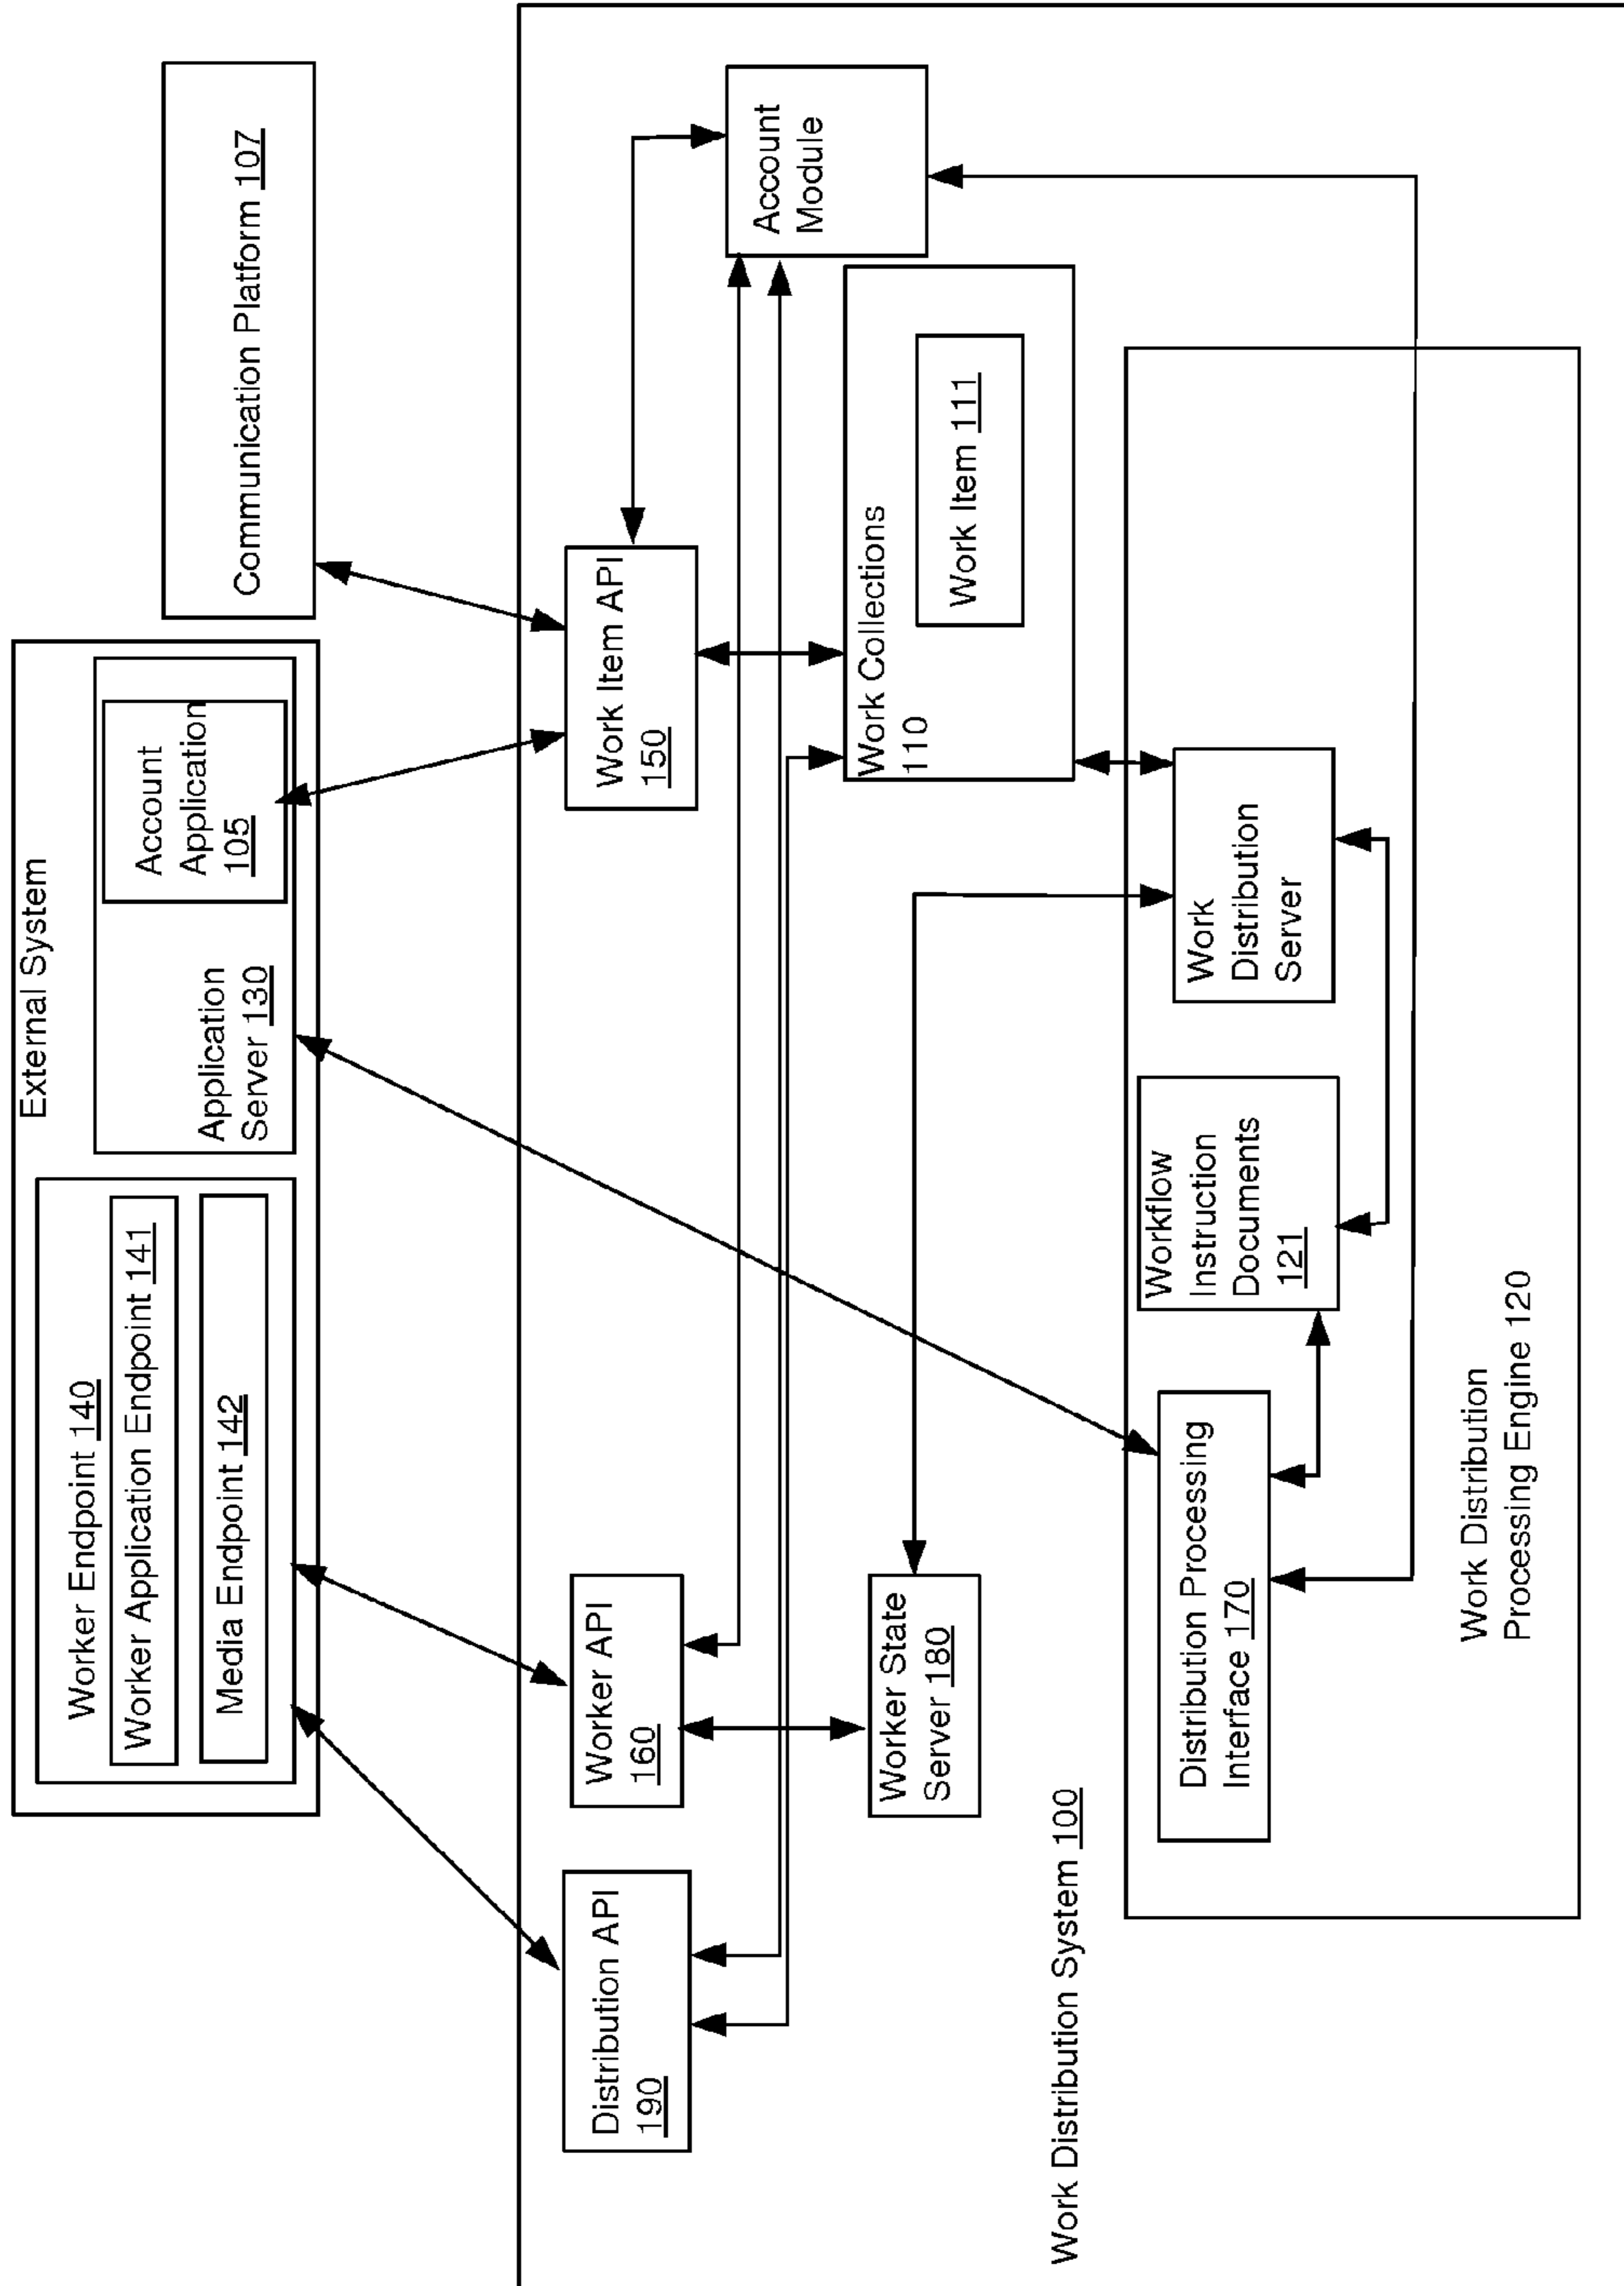 External System
Worker Endpoint 140
Worker Application Endpoint 141
Media Endpoint 142
Application
Server 130
Account
Application
105
Communication Platform 107
Distribution API
190
Worker API
160
Work Item API
150
Account
Module
Worker State
Server 180
Work Collections
110
Work Item 111
Work Distribution System 100
Distribution Processing
Interface 170
Workflow
Instruction
Documents
121
Work
Distribution
Server
Work Distribution
Processing Engine 120